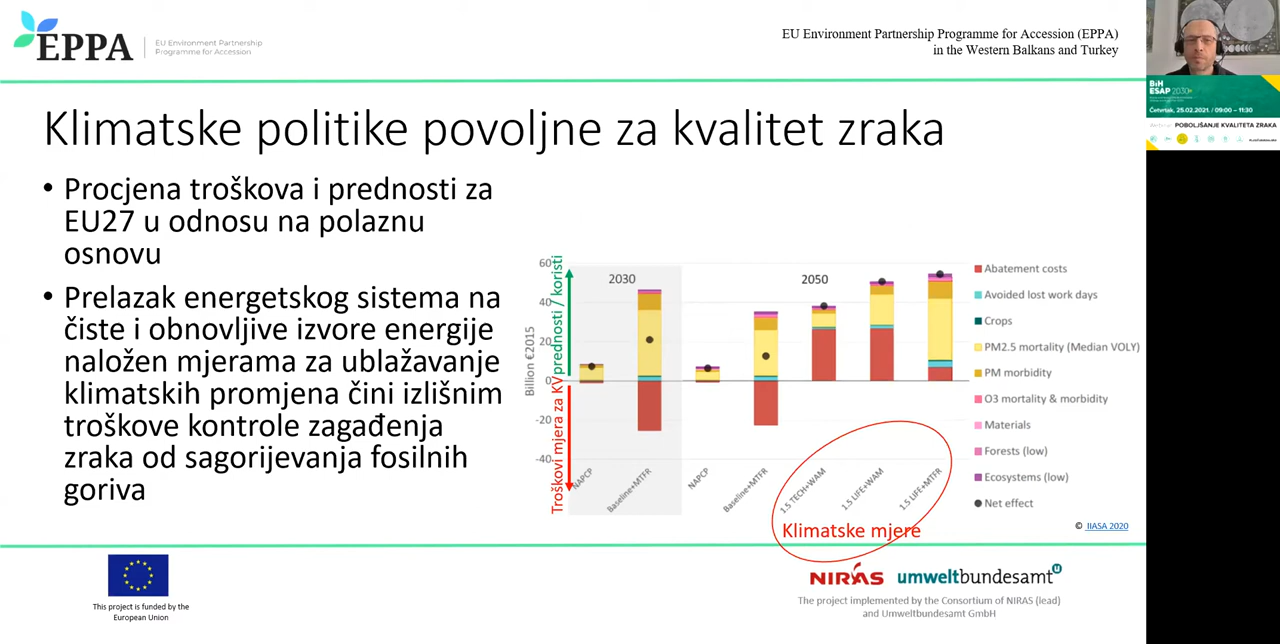 EPPA
EU Environment Partnership
Programme for Accession
EU Environment Partnership Programme for Accession (EPPA)
in the Western Balkans and Turkey
Klimatske politike povoljne za kvalitet zraka
• Procjena troškova i prednosti za
EU27 u odnosu na polaznu
osnovu
• Prelazak energetskog sistema na
čiste i obnovljive izvore energije
naložen mjerama za ublažavanje
klimatskih promjena čini izlišnim
troškove kontrole zagađenja
zraka od sagorijevanja fosilnih
goriva
Billion €2015
Troškovi mjera za KV
prednosti / koristi
60
40
20
0
-20
-40
2030
2050
NAPCP
Baseline+MTFR
NAPCP
Baseline+MTFR
1.5 TECH+WAM
1.5 LIFE+WAM
1.5 LIFE+MTFR
Klimatske mjere
Abatement costs
Avoided lost work days
Crops
PM2.5 mortality (Median VOLY)
PM morbidity
O3 mortality & morbidity
Materials
Forests (low)
Ecosystems (low)
Net effect
© IIASA 2020
This project is funded by the
European Union
NIRAS
umweltbundesamt
The project implemented by the Consortium of NIRAS (lead)
and Umweltbundesamt GmbH
BiH
ESAP 2030+
Četvrtak, 25.02.2021. / 09:00 – 11:30
POBOLJŠANJE KVALITETA ZRAKA